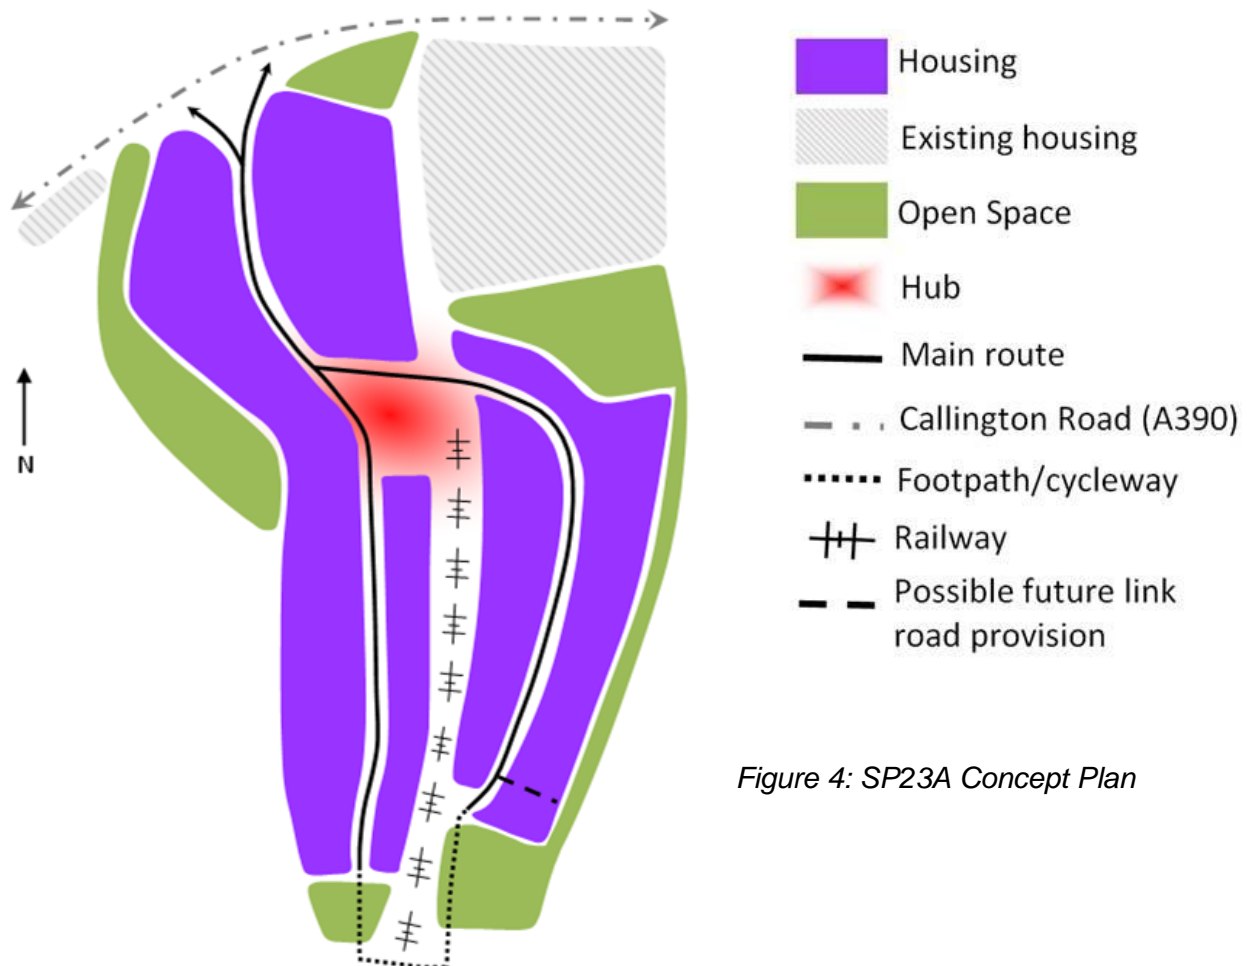 Housing
Existing housing
Open Space
Hub
Main route
N
Callington Road (A390)
Footpath/cycleway
Railway
Possible future link
road provision
Figure 4: SP23A Concept Plan